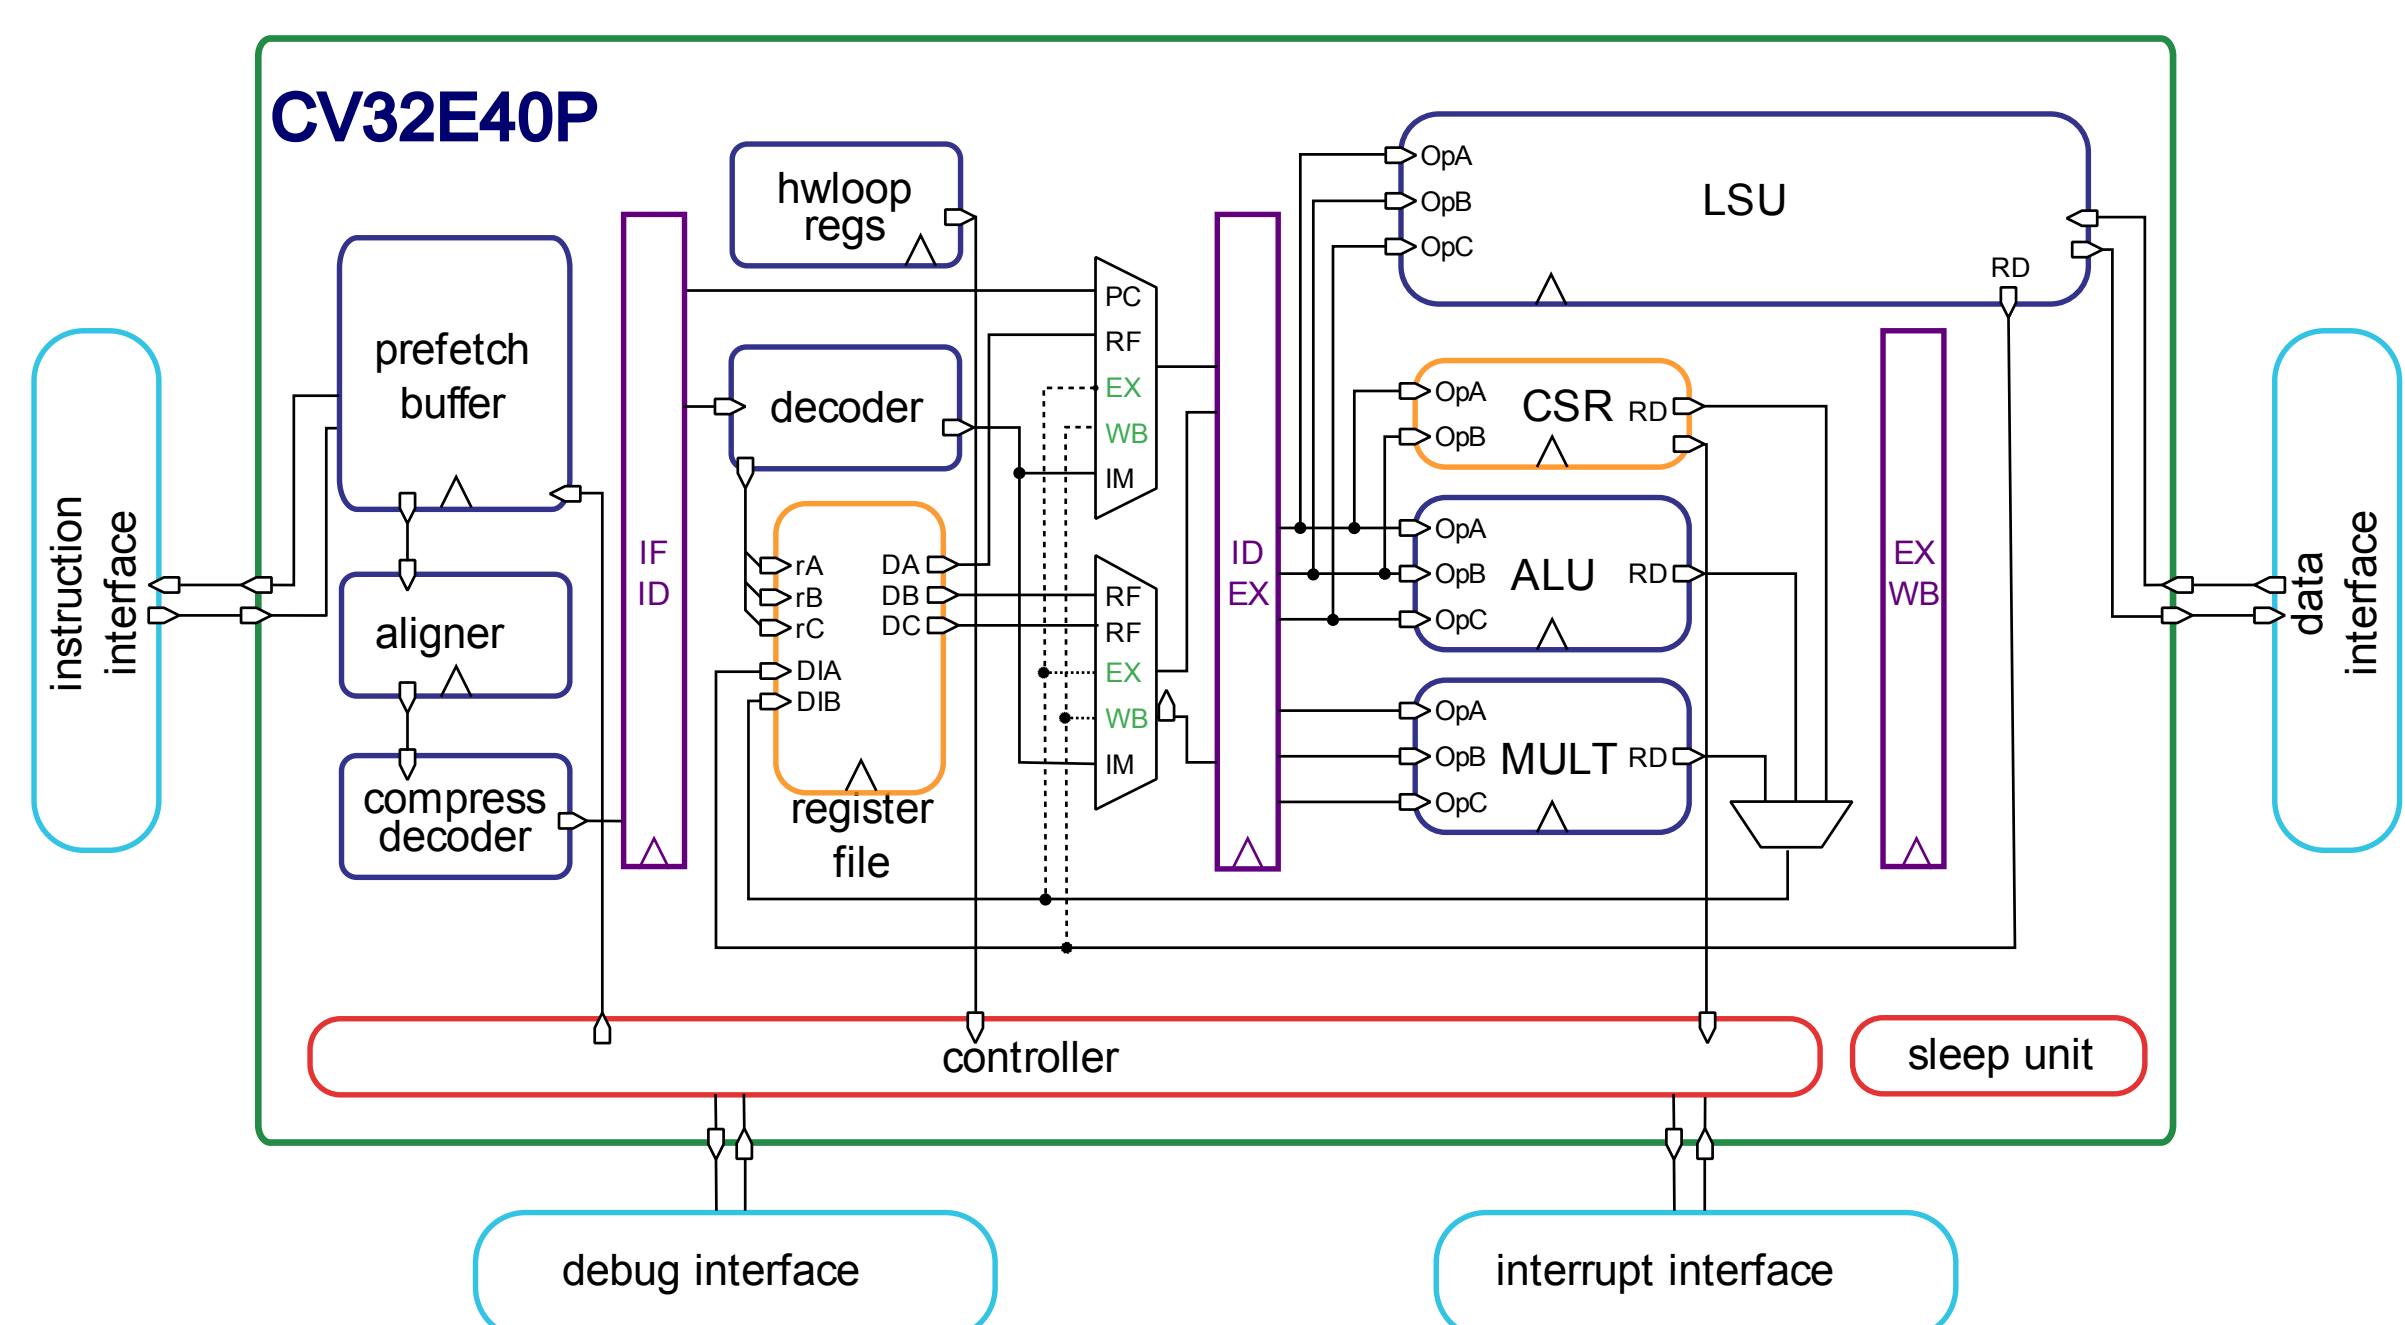 CV32E40P
instruction
interface
prefetch
buffer
aligner
compress
decoder
IF
ID
hwloop
regs
decoder
rA
rB
rC
DIA
DIB
DA
DB
DC
register
file
PC
RF
EX
WB
IM
RF
RF
EX
WB
IM
ID
EX
OpA
OpB
OpC
LSU
RD
OpA
OpB
CSR
RD
OpA
OpB
OpC
ALU
RD
OpA
OpB
OpC
MULT
RD
EX
WB
data
interface
controller
sleep unit
debug interface
interrupt interface